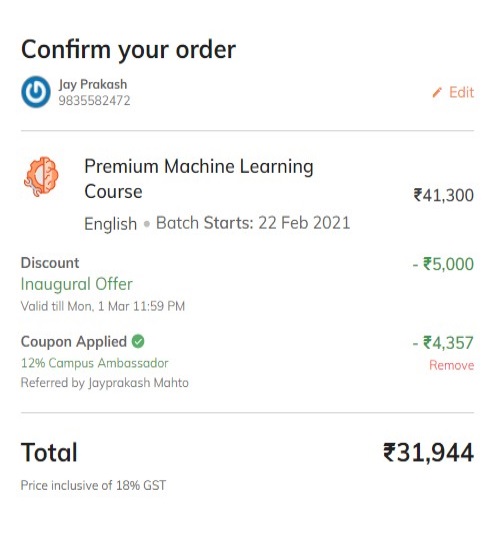 Confirm your order
Jay Prakash
9835582472
Edit
Premium Machine Learning
Course
₹41,300
English • Batch Starts: 22 Feb 2021
Discount
- ₹5,000
Inaugural Offer
Valid till Mon, 1 Mar 11:59 PM
Coupon Applied
- ₹4,357
12% Campus Ambassador
Remove
Referred by Jayprakash Mahto
Total
₹31,944
Price inclusive of 18% GST